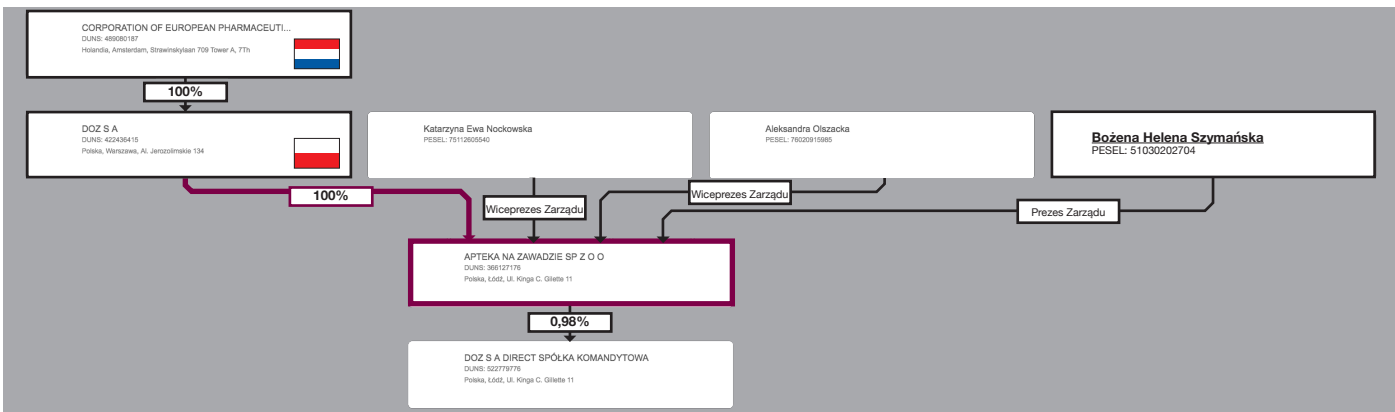 CORPORATION OF EUROPEAN PHARMACEUTI...
DUNS: 489080187
Holandia, Amsterdam, Strawinskylaan 709 Tower A, 7Th
100%
DOZ S A
DUNS: 422436415
Polska, Warszawa, Al. Jerozolimskie 134
Katarzyna Ewa Nockowska
PESEL: 75112605540
Aleksandra Olszacka
PESEL: 76020915985
Bożena Helena Szymańska
PESEL: 51030202704
100%
Wiceprezes Zarządu
Wiceprezes Zarządu
Prezes Zarządu
APTEKA NA ZAWADZIE SP Z O O
DUNS: 366127176
Polska, Łódź, Ul. Kinga C. Gillette 11
0,98%
DOZ S A DIRECT SPÓŁKA KOMANDYTOWA
DUNS: 522779776
Polska, Łódź, Ul. Kinga C. Gillette 11